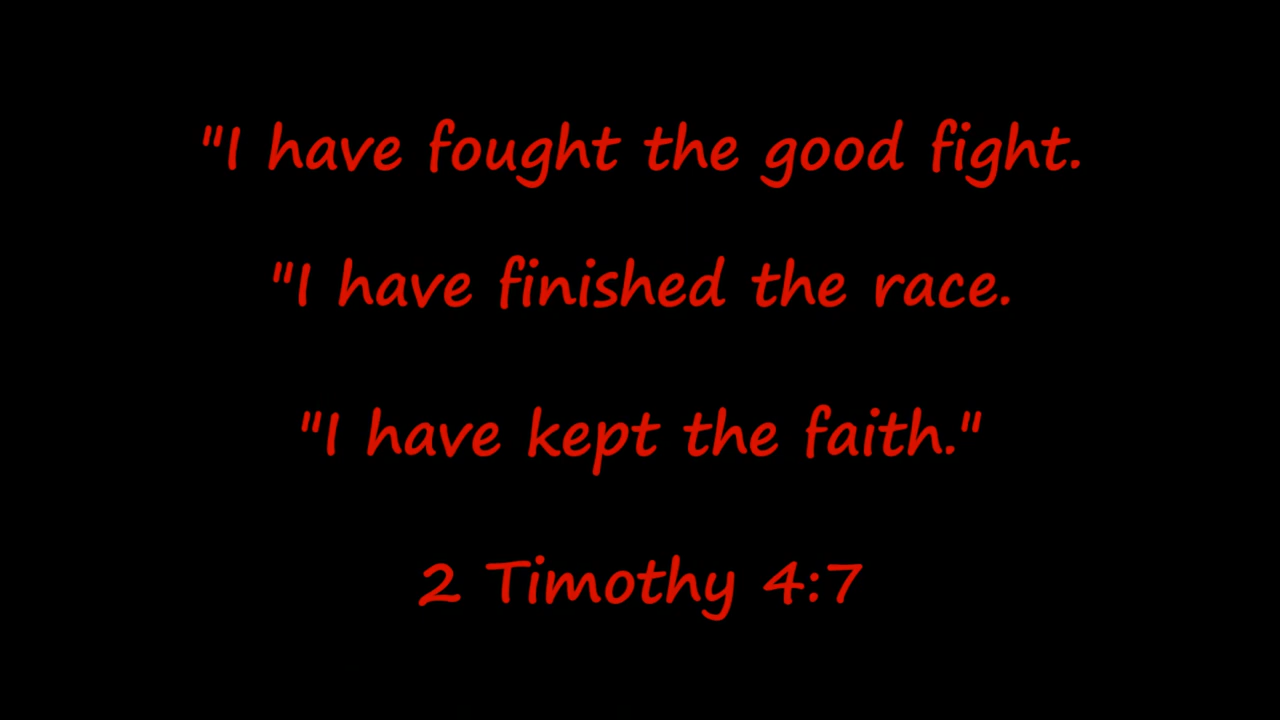 "I have fought the good fight.
"I have finished the race.
"I have kept the faith."
2 Timothy 4:7